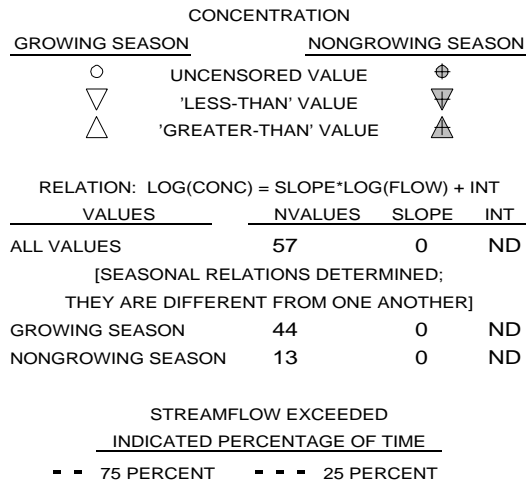 CONCENTRATION
GROWING SEASON NONGROWING SEASON
UNCENSORED VALUE
'LESS-THAN' VALUE
'GREATER-THAN' VALUE
RELATION: LOG(CONC) = SLOPE*LOG(FLOW) + INT
VALUES NVALUES SLOPE INT
ALL VALUES 57 0 ND
[SEASONAL RELATIONS DETERMINED;
THEY ARE DIFFERENT FROM ONE ANOTHER]
GROWING SEASON 44 0 ND
NONGROWING SEASON 13 0 ND
STREAMFLOW EXCEEDED
INDICATED PERCENTAGE OF TIME
75 PERCENT 25 PERCENT